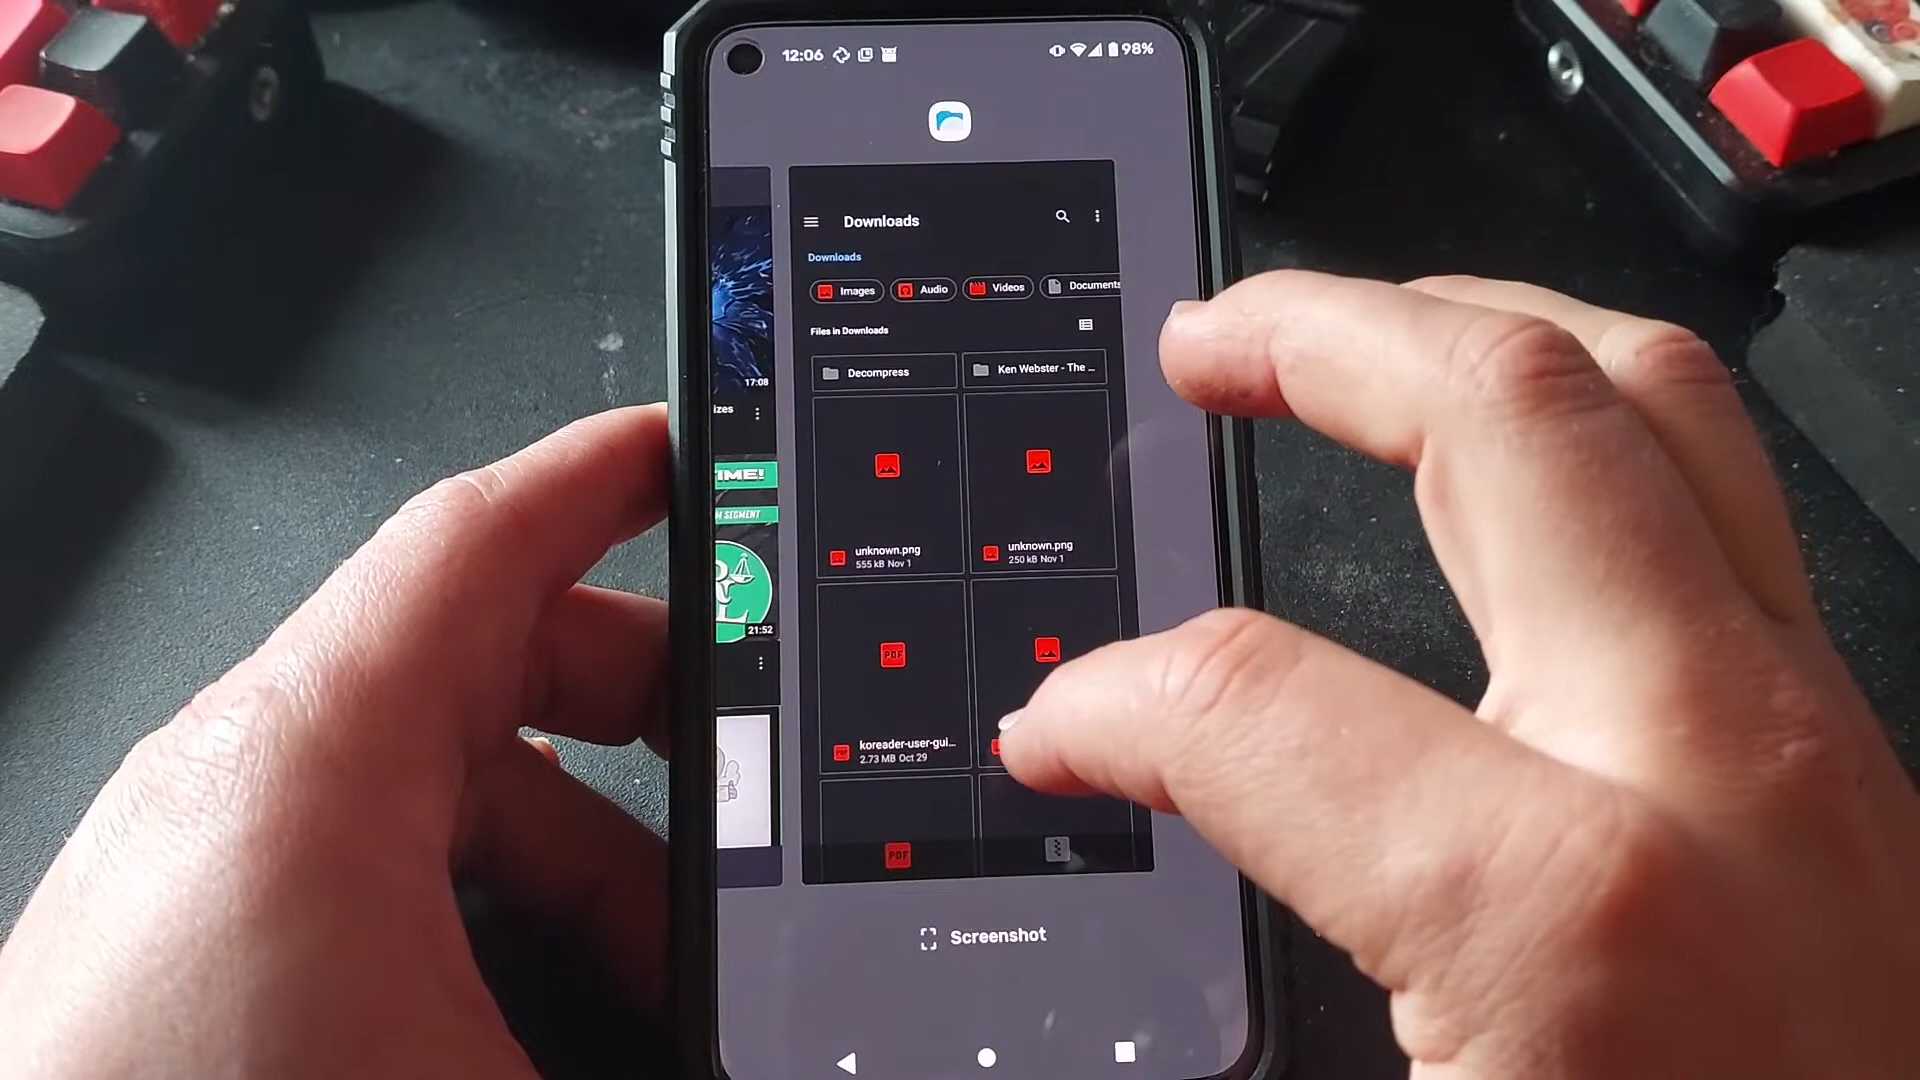 12:06
98%
Downloads
Downloads
Images
Audio
Videos
Documents
Files in Downloads
Decompress
Ken Webster - The ...
17:08
izes
TIME!
M SEGMENT
L
21:52
unknown.png
555 kB Nov 1
unknown.png
250 kB Nov 1
PDF
koreader-user-gui...
2.73 MB Oct 29
PDF
PDF
Screenshot